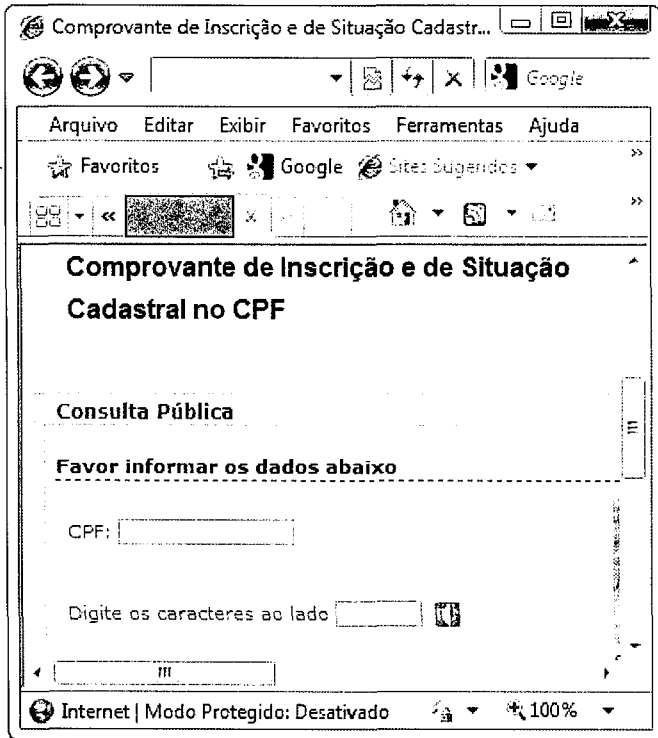 Comprovante de Inscrição e de Situação Cadastr...
Google
Arquivo Editar Exibir Favoritos Ferramentas Ajuda
Favoritos Google Sites Sugeridos
Comprovante de Inscrição e de Situação
Cadastral no CPF
Consulta Pública
Favor informar os dados abaixo
CPF:
Digite os caracteres ao lado
Internet | Modo Protegido: Desativado 100%